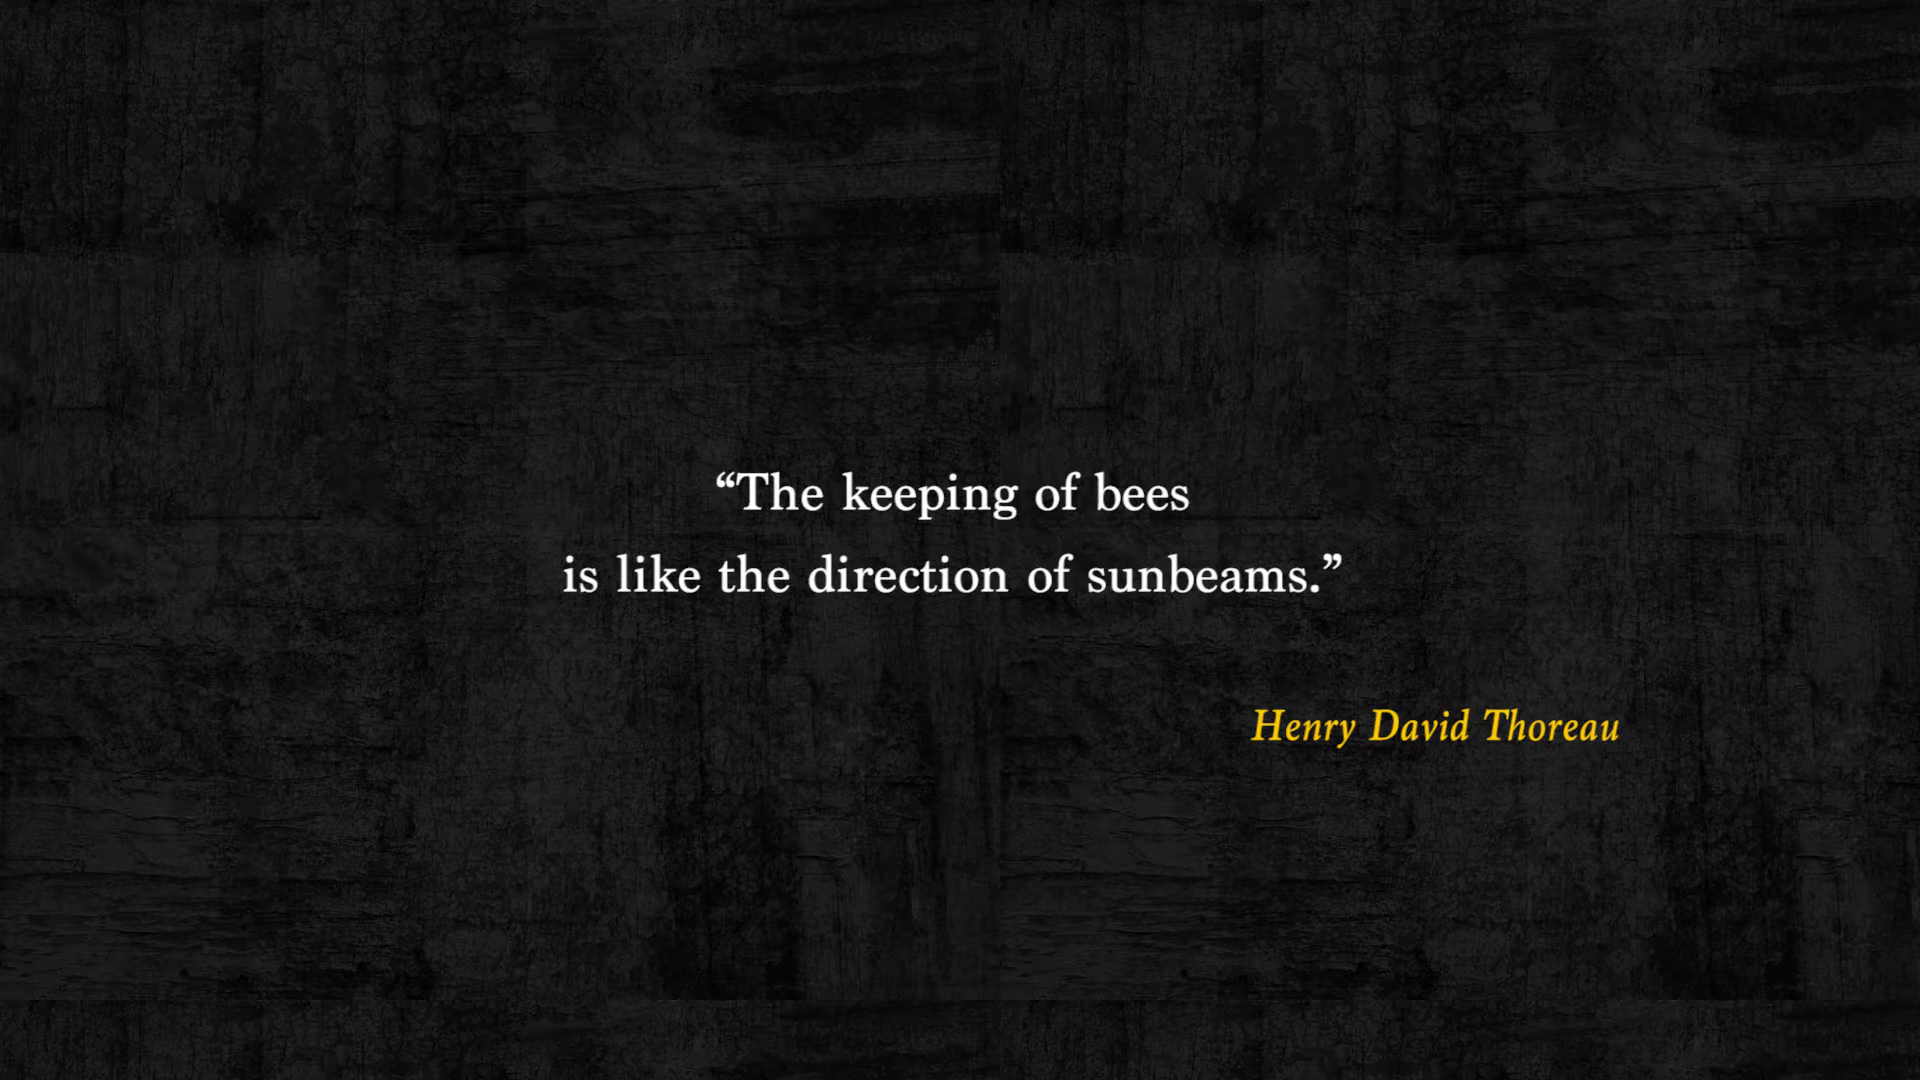 “The keeping of bees
is like the direction of sunbeams.”
Henry David Thoreau